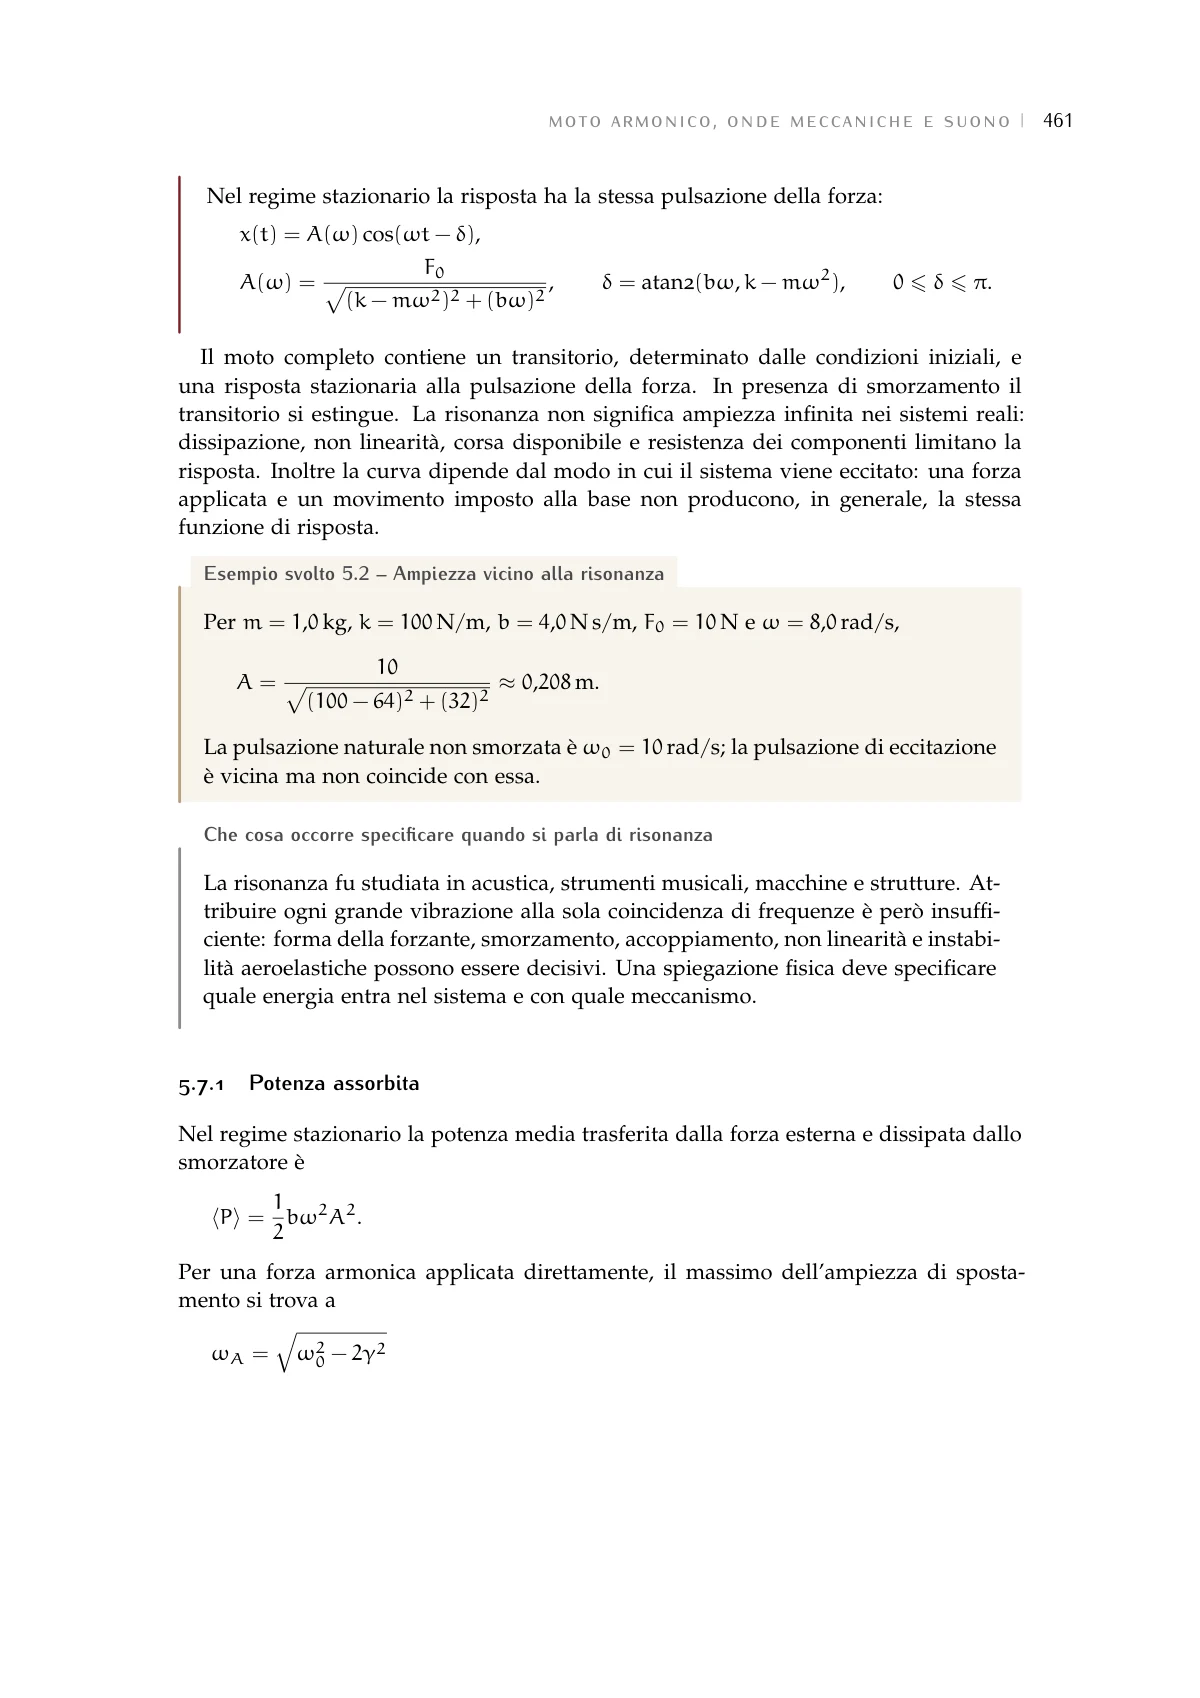 MOTO ARMONICO, ONDE MECCANICHE E SUONO | 461
Nel regime stazionario la risposta ha la stessa pulsazione della forza:
x(t) = A(ω) cos(ωt − δ),
A(ω) = F₀ / √((k − mω²)² + (bω)²), δ = atan2(bω, k − mω²), 0 ⩽ δ ⩽ π.
Il moto completo contiene un transitorio, determinato dalle condizioni iniziali, e
una risposta stazionaria alla pulsazione della forza. In presenza di smorzamento il
transitorio si estingue. La risonanza non significa ampiezza infinita nei sistemi reali:
dissipazione, non linearità, corsa disponibile e resistenza dei componenti limitano la
risposta. Inoltre la curva dipende dal modo in cui il sistema viene eccitato: una forza
applicata e un movimento imposto alla base non producono, in generale, la stessa
funzione di risposta.
Esempio svolto 5.2 – Ampiezza vicino alla risonanza
Per m = 1,0 kg, k = 100 N/m, b = 4,0 N s/m, F₀ = 10 N e ω = 8,0 rad/s,
A = 10 / √((100 − 64)² + (32)²) ≈ 0,208 m.
La pulsazione naturale non smorzata è ω₀ = 10 rad/s; la pulsazione di eccitazione
è vicina ma non coincide con essa.
Che cosa occorre specificare quando si parla di risonanza
La risonanza fu studiata in acustica, strumenti musicali, macchine e strutture. At-
tribuire ogni grande vibrazione alla sola coincidenza di frequenze è però insuffi-
ciente: forma della forzante, smorzamento, accoppiamento, non linearità e instabi-
lità aeroelastiche possono essere decisivi. Una spiegazione fisica deve specificare
quale energia entra nel sistema e con quale meccanismo.
5.7.1 Potenza assorbita
Nel regime stazionario la potenza media trasferita dalla forza esterna e dissipata dallo
smorzatore è
⟨P⟩ = 1/2 bω²A².
Per una forza armonica applicata direttamente, il massimo dell'ampiezza di sposta-
mento si trova a
ω_A = √(ω₀² − 2γ²)